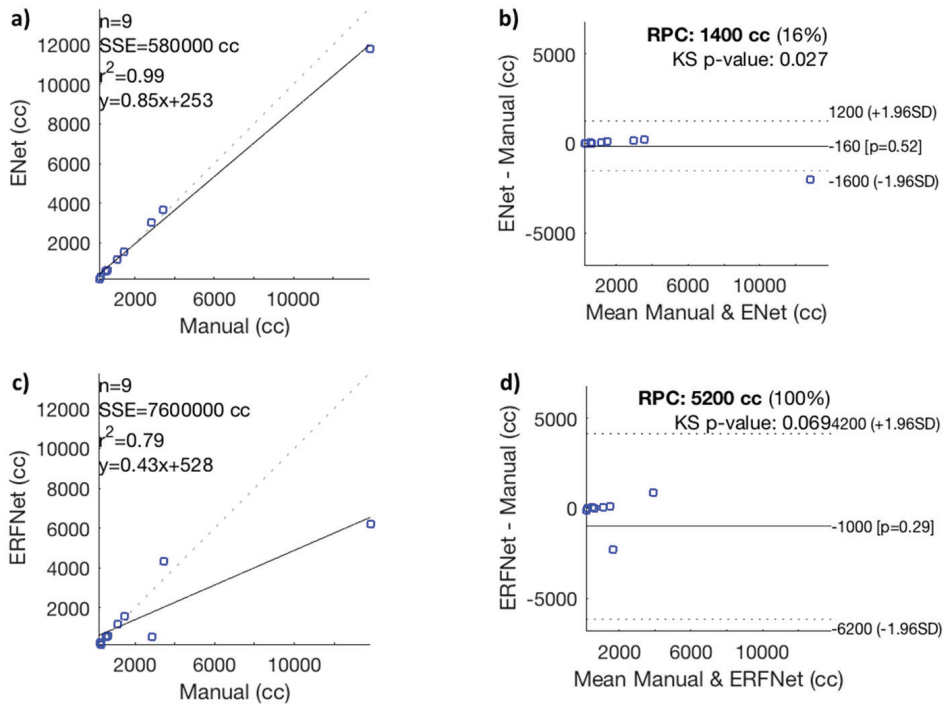 a)
n=9
SSE=580000 cc
r2=0.99
y=0.85x+253
12000
10000
8000
6000
4000
2000
ENet (cc)
2000 6000 10000
Manual (cc)
b)
RPC: 1400 cc (16%)
KS p-value: 0.027
5000
0
-5000
1200 (+1.96SD)
-160 [p=0.52]
-1600 (-1.96SD)
ENet - Manual (cc)
2000 6000 10000
Mean Manual & ENet (cc)
c)
n=9
SSE=7600000 cc
r2=0.79
y=0.43x+528
12000
10000
8000
6000
4000
2000
ERFNet (cc)
2000 6000 10000
Manual (cc)
d)
RPC: 5200 cc (100%)
KS p-value: 0.069
4200 (+1.96SD)
5000
0
-5000
-1000 [p=0.29]
-6200 (-1.96SD)
ERFNet - Manual (cc)
2000 6000 10000
Mean Manual & ERFNet (cc)